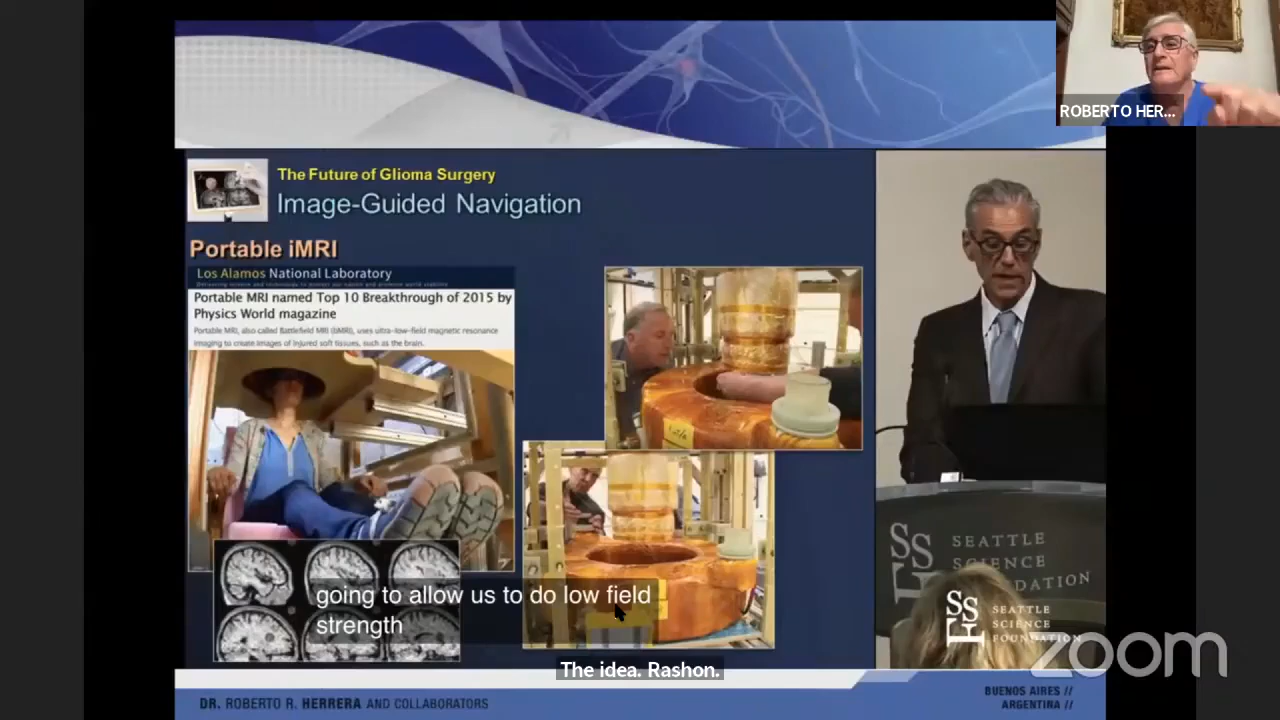 ROBERTO HER...
The Future of Glioma Surgery
Image-Guided Navigation
Portable iMRI
Los Alamos National Laboratory
Portable MRI named Top 10 Breakthrough of 2015 by
Physics World magazine
Portable MRI, also called Battlefield MRI (bMRI), uses ultra-low-field magnetic resonance
imaging to create images of injured soft tissues, such as the brain.
SEATTLE
SCIENCE
FOUNDATION
going to allow us to do low field
strength
SEATTLE
SCIENCE
FOUNDATION
zoom
The idea. Rashon.
DR. ROBERTO R. HERRERA AND COLLABORATORS
BUENOS AIRES //
ARGENTINA //